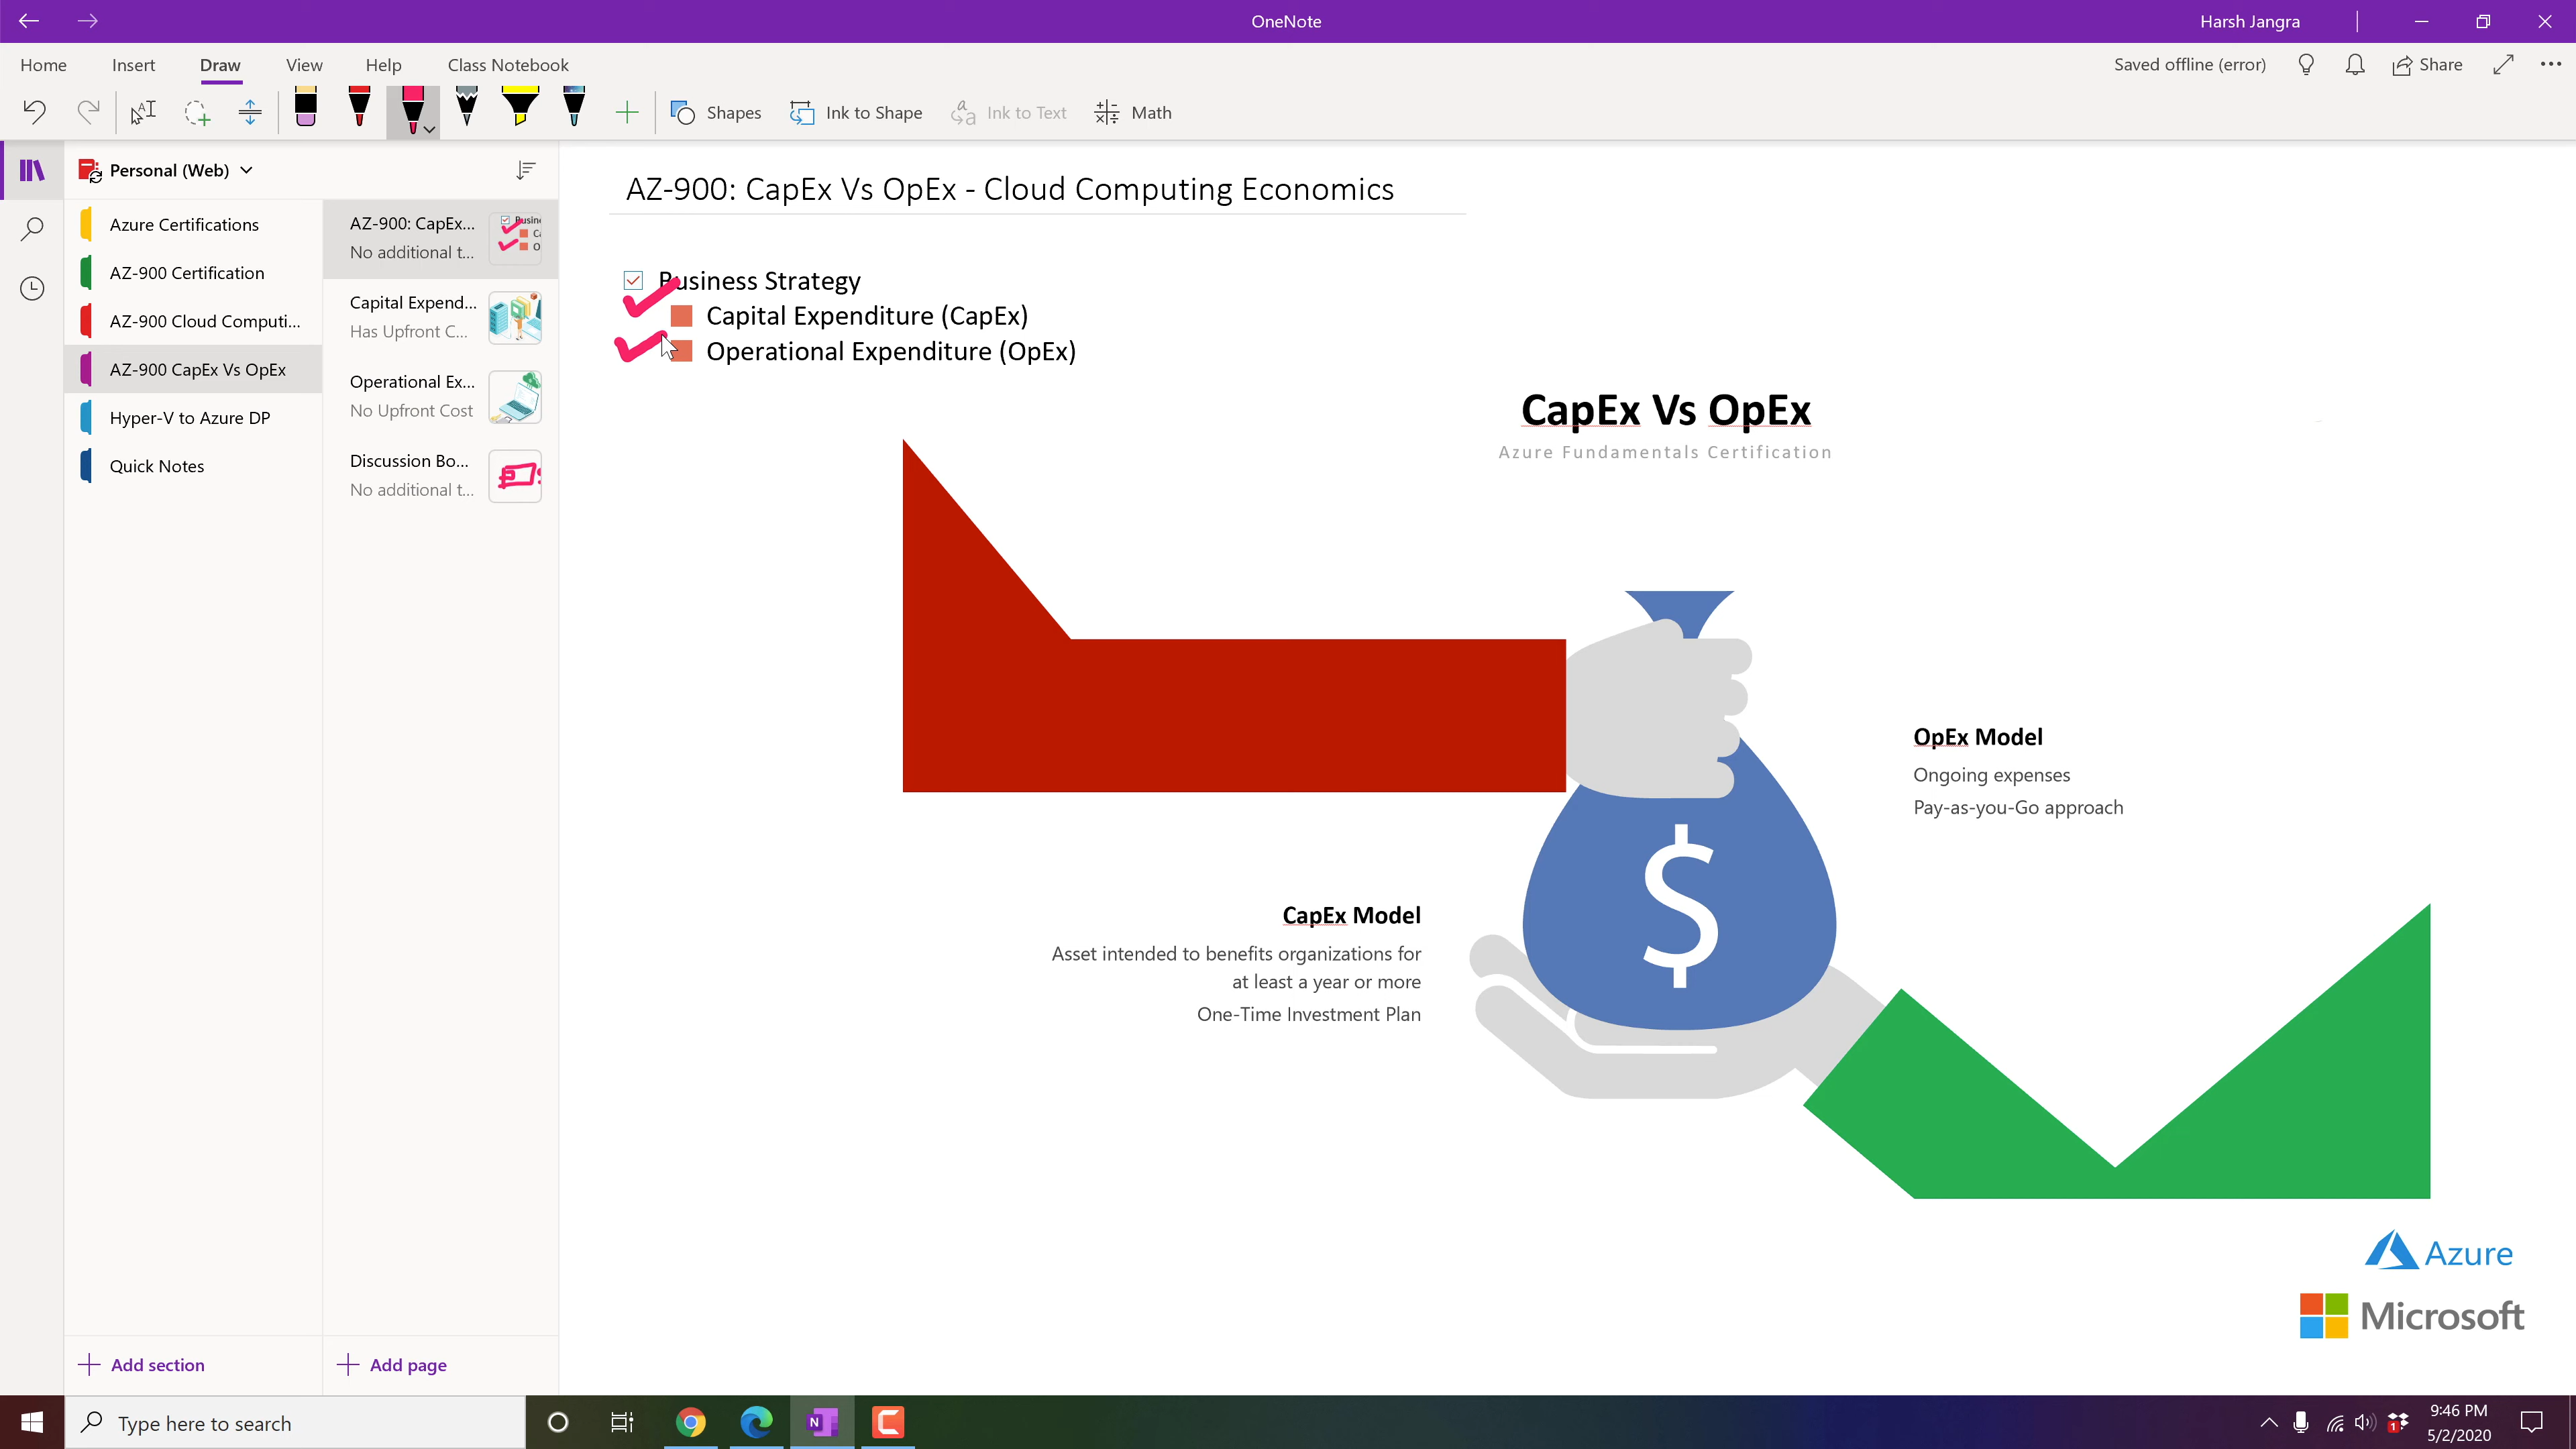 OneNote
Harsh Jangra
Home Insert Draw View Help Class Notebook
Saved offline (error) Share
Shapes Ink to Shape Ink to Text Math
Personal (Web)
Azure Certifications
AZ-900 Certification
AZ-900 Cloud Computi...
AZ-900 CapEx Vs OpEx
Hyper-V to Azure DP
Quick Notes
AZ-900: CapEx...
No additional t...
Capital Expend...
Has Upfront C...
Operational Ex...
No Upfront Cost
Discussion Bo...
No additional t...
Add section
Add page
AZ-900: CapEx Vs OpEx - Cloud Computing Economics
Business Strategy
Capital Expenditure (CapEx)
Operational Expenditure (OpEx)
CapEx Vs OpEx
Azure Fundamentals Certification
OpEx Model
Ongoing expenses
Pay-as-you-Go approach
$
CapEx Model
Asset intended to benefits organizations for
at least a year or more
One-Time Investment Plan
Azure
Microsoft
Type here to search
9:46 PM
5/2/2020